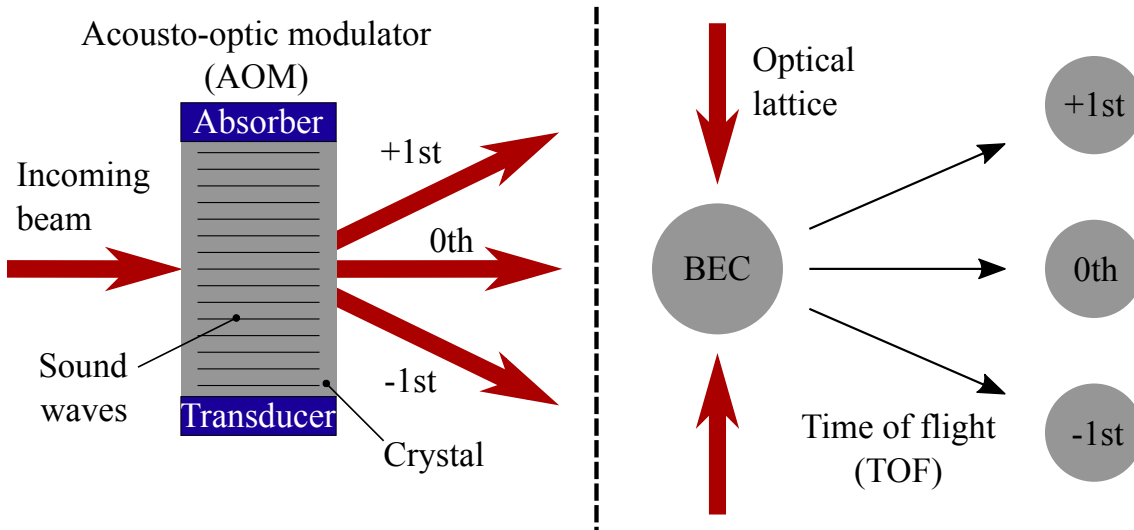 Acousto-optic modulator
(AOM)
Absorber
Incoming
beam
+1st
0th
-1st
Sound
waves
Transducer
Crystal
Optical
lattice
BEC
+1st
0th
-1st
Time of flight
(TOF)